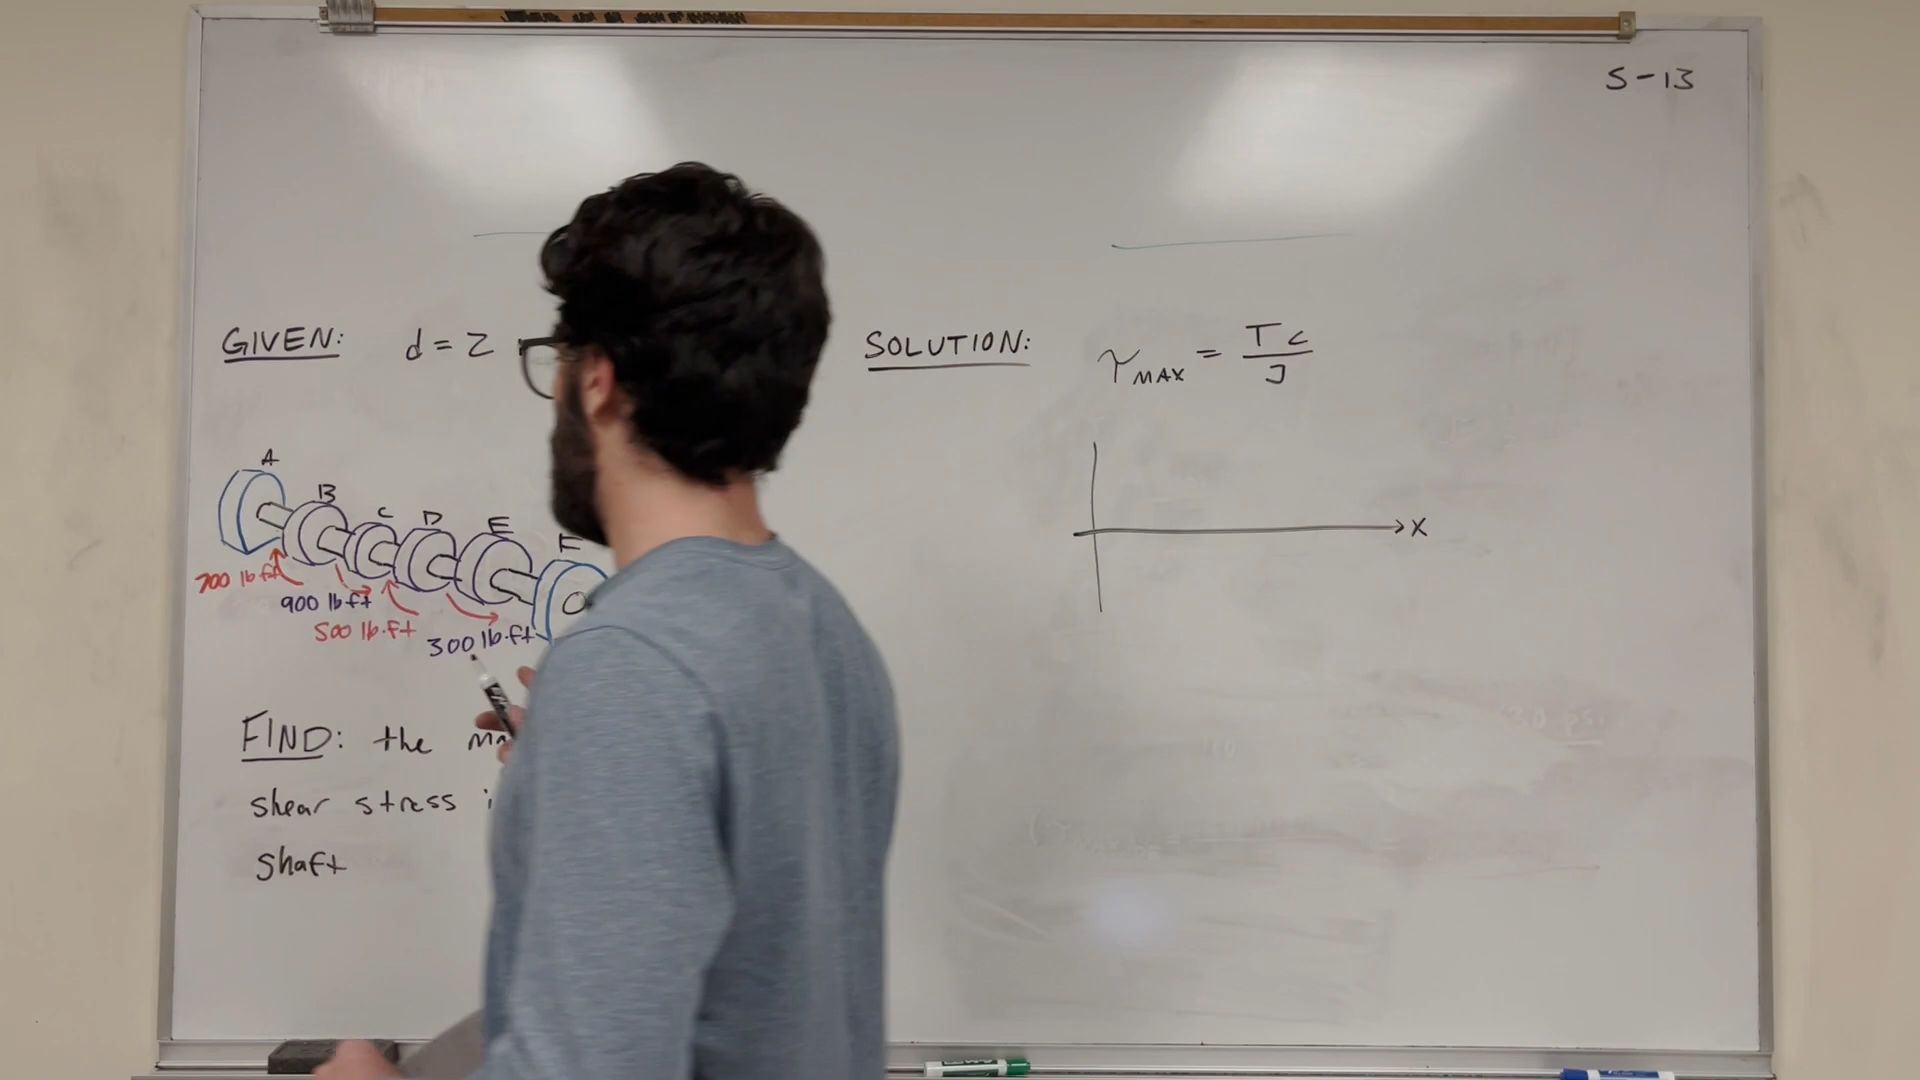 S-13
GIVEN: d = 2
SOLUTION: τMAX = Tc/J
A
B
C
D
E
F
700 lb·ft
900 lb·ft
500 lb·ft
300 lb·ft
x
FIND: the
shear stress
shaft